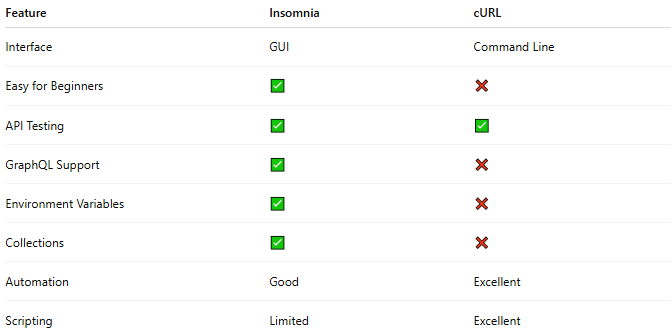 Feature Insomnia cURL
Interface GUI Command Line
Easy for Beginners ✅ ❌
API Testing ✅ ✅
GraphQL Support ✅ ❌
Environment Variables ✅ ❌
Collections ✅ ❌
Automation Good Excellent
Scripting Limited Excellent